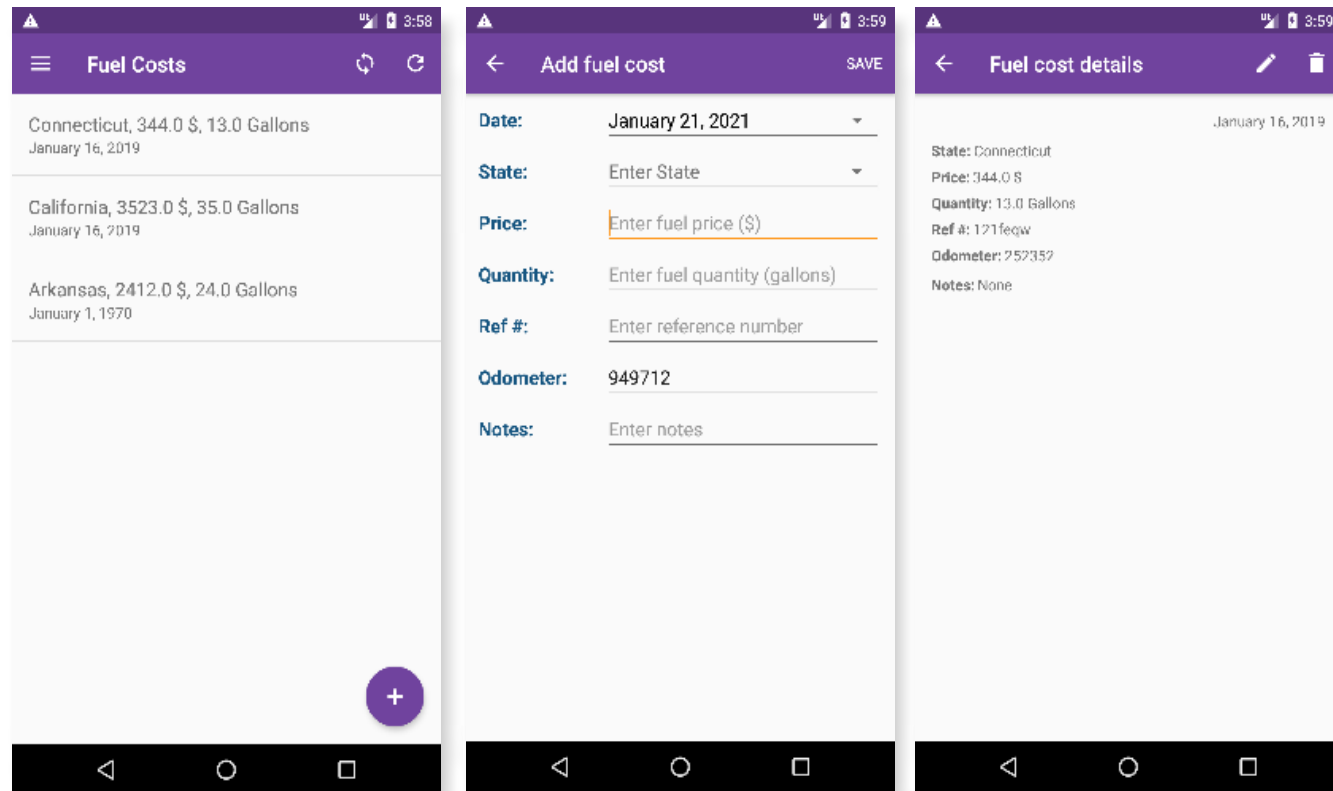 3:58
Fuel Costs
Connecticut, 344.0 $, 13.0 Gallons
January 16, 2019
California, 3523.0 $, 35.0 Gallons
January 16, 2019
Arkansas, 2412.0 $, 24.0 Gallons
January 1, 1970
+
3:59
Add fuel cost SAVE
Date: January 21, 2021
State: Enter State
Price: Enter fuel price ($)
Quantity: Enter fuel quantity (gallons)
Ref #: Enter reference number
Odometer: 949712
Notes: Enter notes
3:59
Fuel cost details
January 16, 2019
State: Connecticut
Price: 344.0 $
Quantity: 13.0 Gallons
Ref #: 121feqw
Odometer: 252352
Notes: None